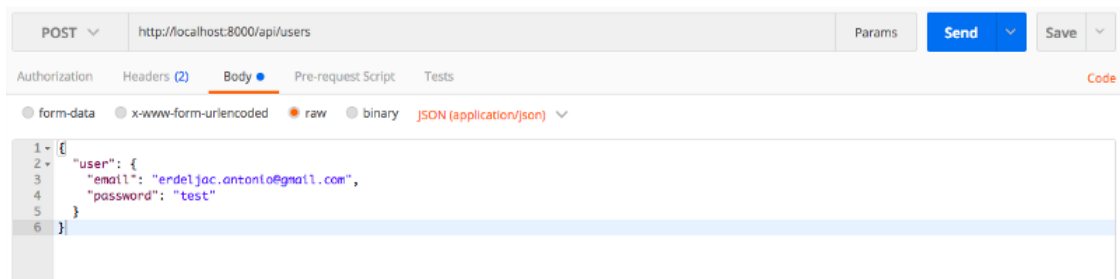 POST http://localhost:8000/api/users Params Send Save
Authorization Headers (2) Body Pre-request Script Tests Code
form-data x-www-form-urlencoded raw binary JSON (application/json)
1 {
2 "user": {
3 "email": "erdeljac.antonio@gmail.com",
4 "password": "test"
5 }
6 }